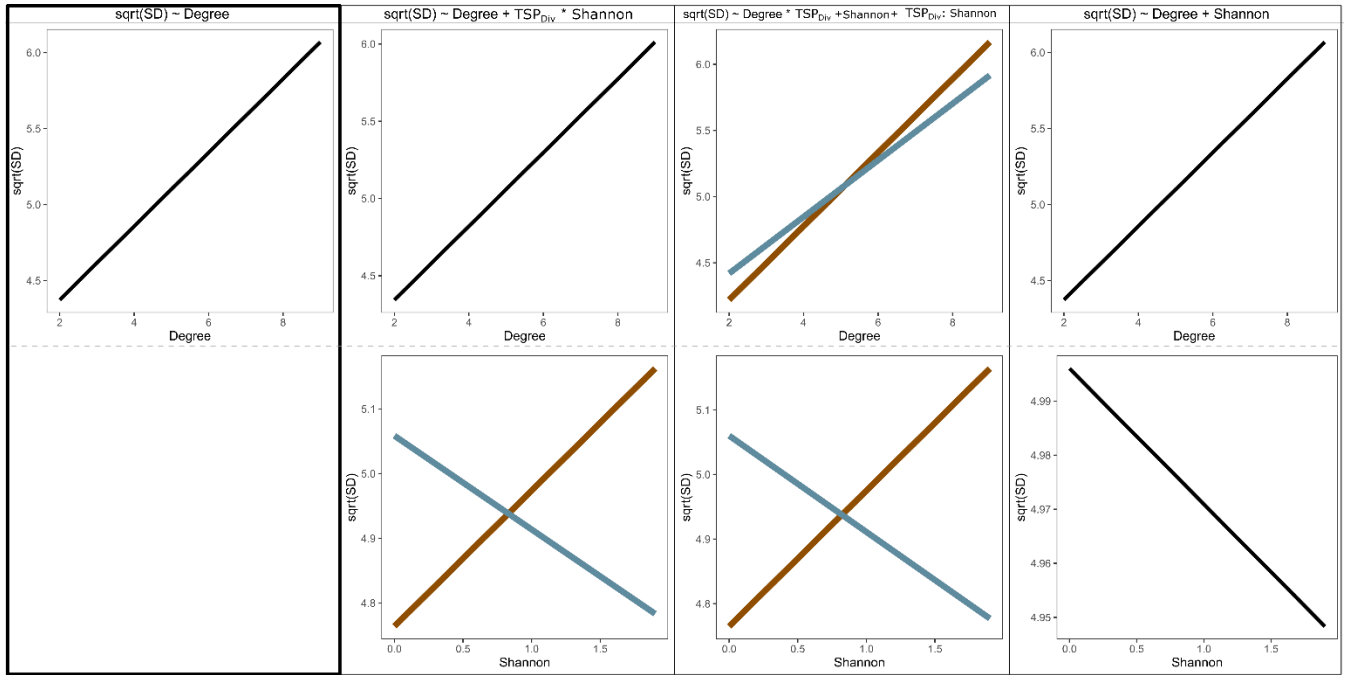 sqrt(SD) ~ Degree
sqrt(SD) ~ Degree + TSP_Div * Shannon
sqrt(SD) ~ Degree * TSP_Div +Shannon+ TSP_Div: Shannon
sqrt(SD) ~ Degree + Shannon
6.0
5.5
5.0
4.5
sqrt(SD)
2 4 6 8
Degree
6.0
5.5
5.0
4.5
sqrt(SD)
2 4 6 8
Degree
6.0
5.5
5.0
4.5
sqrt(SD)
2 4 6 8
Degree
6.0
5.5
5.0
4.5
sqrt(SD)
2 4 6 8
Degree
5.1
5.0
4.9
4.8
sqrt(SD)
0.0 0.5 1.0 1.5
Shannon
5.1
5.0
4.9
4.8
sqrt(SD)
0.0 0.5 1.0 1.5
Shannon
4.99
4.98
4.97
4.96
4.95
sqrt(SD)
0.0 0.5 1.0 1.5
Shannon